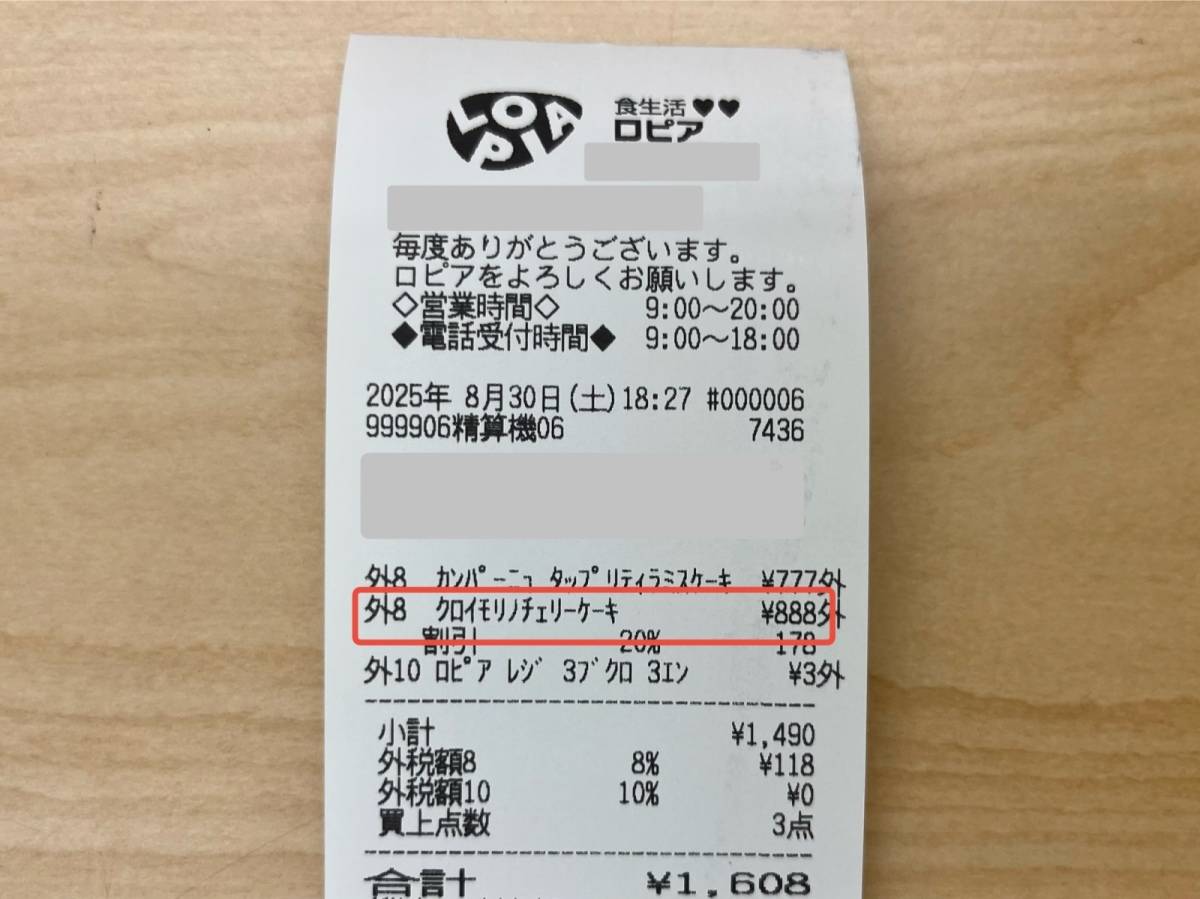 LOPIA
食生活♥♥
ロピア
毎度ありがとうございます。
ロピアをよろしくお願いします。
◇営業時間◇ 9:00〜20:00
◆電話受付時間◆ 9:00〜18:00
2025年 8月30日(土)18:27 #000006
999906精算機06 7436
外8 カンパーニュ タップリティラミスケーキ ¥777外
外8 クロイモリノチェリーケーキ ¥888外
割引 20% 178
外10 ロピア レジ 3ブクロ 3エン ¥3外
小計 ¥1,490
外税額8 8% ¥118
外税額10 10% ¥0
買上点数 3点
合計 ¥1,608